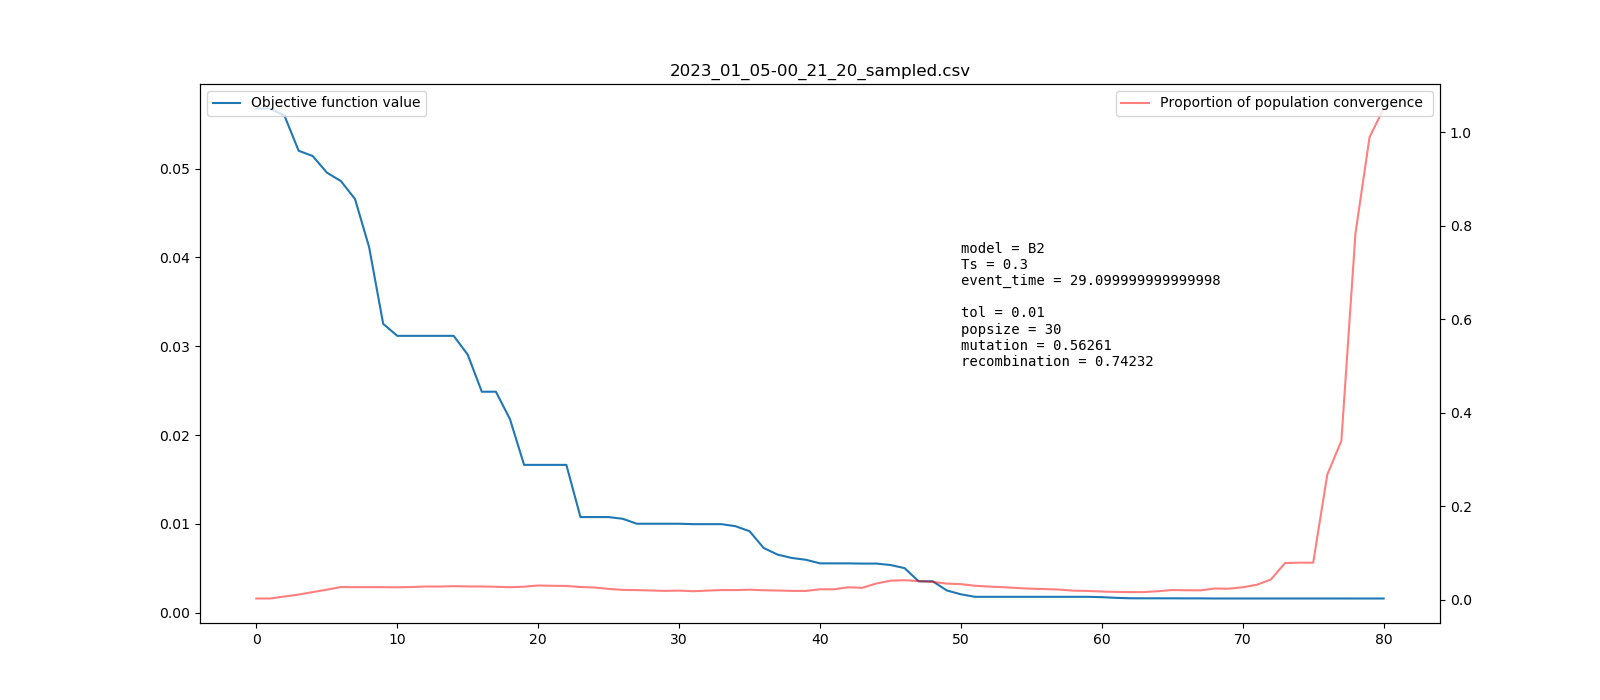 2023_01_05-00_21_20_sampled.csv
Objective function value
Proportion of population convergence
0.05
0.04
0.03
0.02
0.01
0.00
model = B2
Ts = 0.3
event_time = 29.099999999999998
tol = 0.01
popsize = 30
mutation = 0.56261
recombination = 0.74232
1.0
0.8
0.6
0.4
0.2
0.0
0 10 20 30 40 50 60 70 80